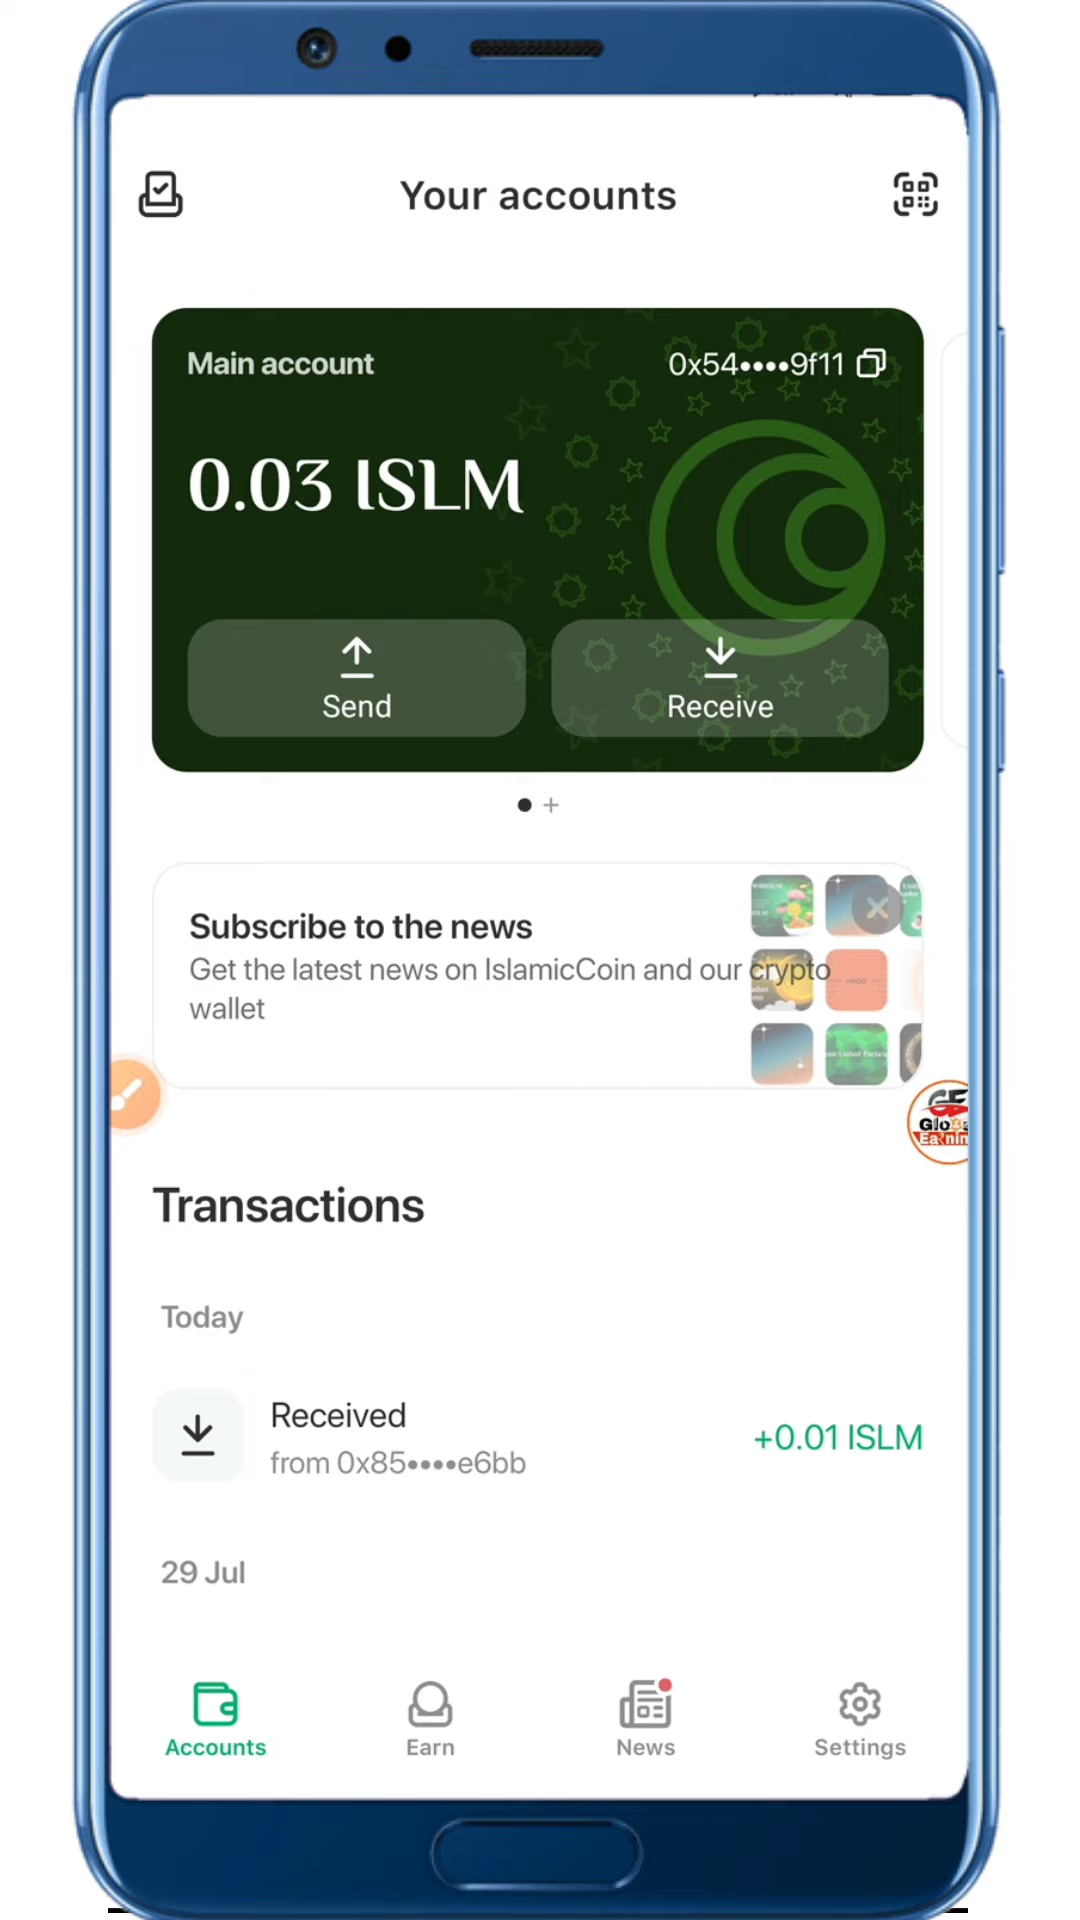 Your accounts
Main account
0x54••••9f11
0.03 ISLM
Send
Receive
Subscribe to the news
Get the latest news on IslamicCoin and our crypto
wallet
Transactions
Today
Received
+0.01 ISLM
from 0x85••••e6bb
29 Jul
Accounts
Earn
News
Settings